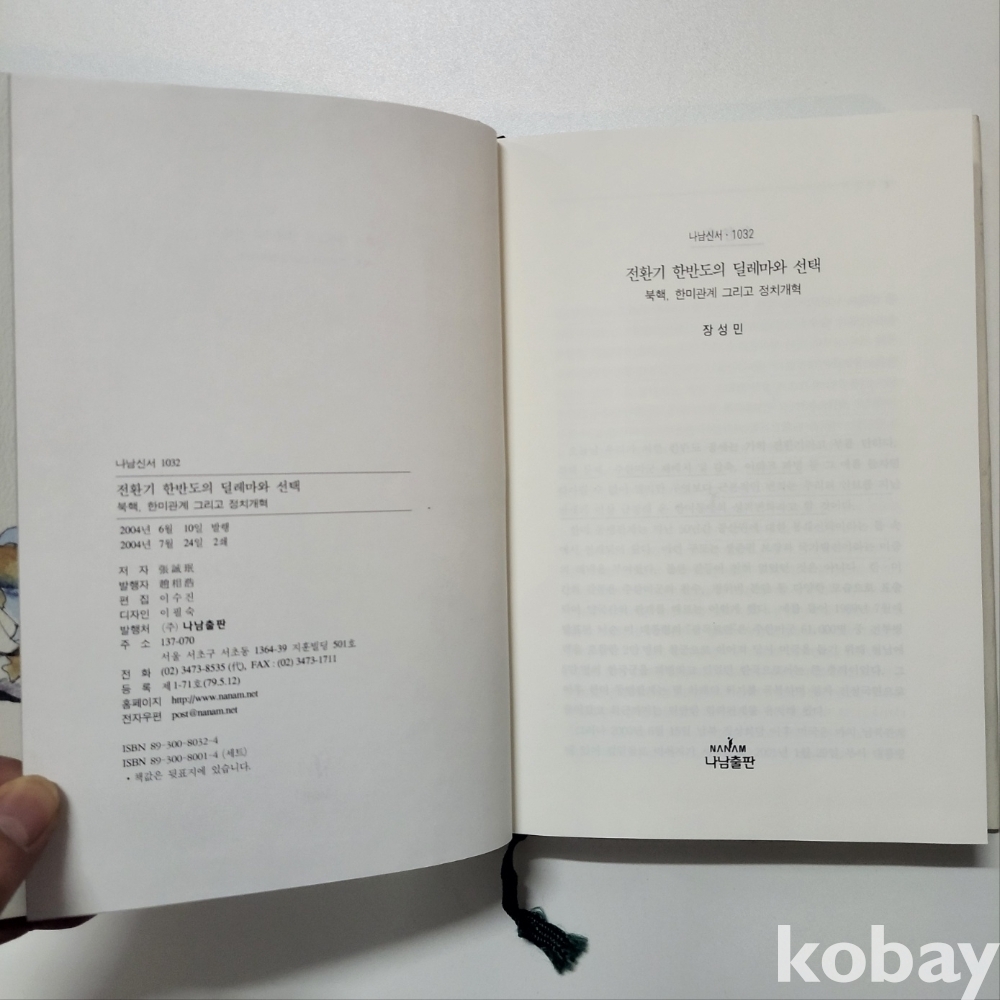 나남신서 1032
전환기 한반도의 딜레마와 선택
북핵, 한미관계 그리고 정치개혁
2004년 6월 10일 발행
2004년 7월 24일 2쇄
저 자 張誠珉
발행자 趙相浩
편 집 이수진
디자인 이필숙
발행처 (주) 나남출판
주 소 137-070
서울 서초구 서초동 1364-39 지훈빌딩 501호
전 화 (02) 3473-8535 (代), FAX : (02) 3473-1711
등 록 제 1-71호(79.5.12)
홈페이지 http://www.nanam.net
전자우편 post@nanam.net
ISBN 89-300-8032-4
ISBN 89-300-8001-4 (세트)
• 책값은 뒷표지에 있습니다.
나남신서 · 1032
전환기 한반도의 딜레마와 선택
북핵, 한미관계 그리고 정치개혁
장 성 민
NANAM
나남출판
kobay